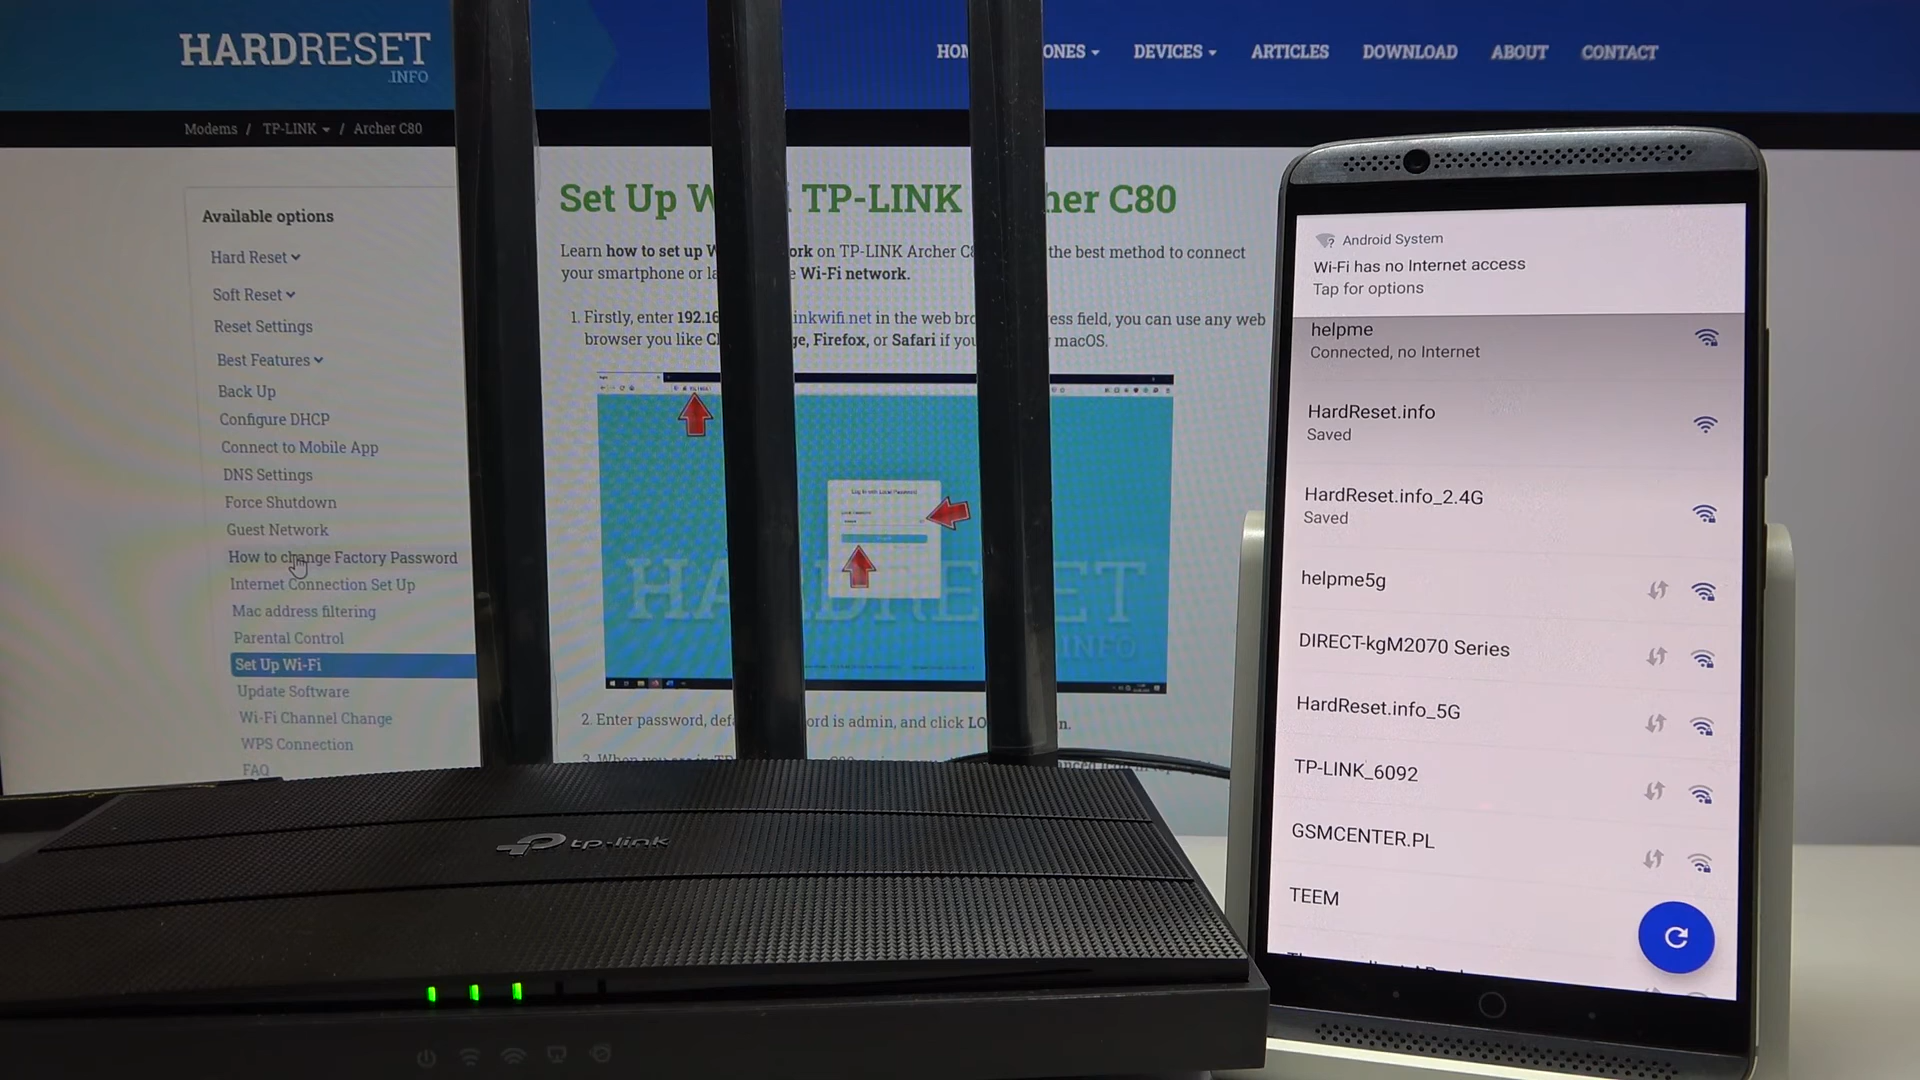 HARDRESET
.INFO
HOM ONES DEVICES ARTICLES DOWNLOAD ABOUT CONTACT
Modems / TP-LINK / Archer C80
Available options
Hard Reset
Soft Reset
Reset Settings
Best Features
Back Up
Configure DHCP
Connect to Mobile App
DNS Settings
Force Shutdown
Guest Network
How to change Factory Password
Internet Connection Set Up
Mac address filtering
Parental Control
Set Up Wi-Fi
Update Software
Wi-Fi Channel Change
WPS Connection
FAQ
Set Up W TP-LINK her C80
Learn how to set up W ork on TP-LINK Archer C8 the best method to connect
your smartphone or la e Wi-Fi network.
1. Firstly, enter 192.16 inkwifi.net in the web bro ess field, you can use any web
browser you like C ge, Firefox, or Safari if you macOS.
Log In with Local Password
2. Enter password, defa ord is admin, and click LO n.
tp-link
Android System
Wi-Fi has no Internet access
Tap for options
helpme
Connected, no Internet
HardReset.info
Saved
HardReset.info_2.4G
Saved
helpme5g
DIRECT-kgM2070 Series
HardReset.info_5G
TP-LINK_6092
GSMCENTER.PL
TEEM